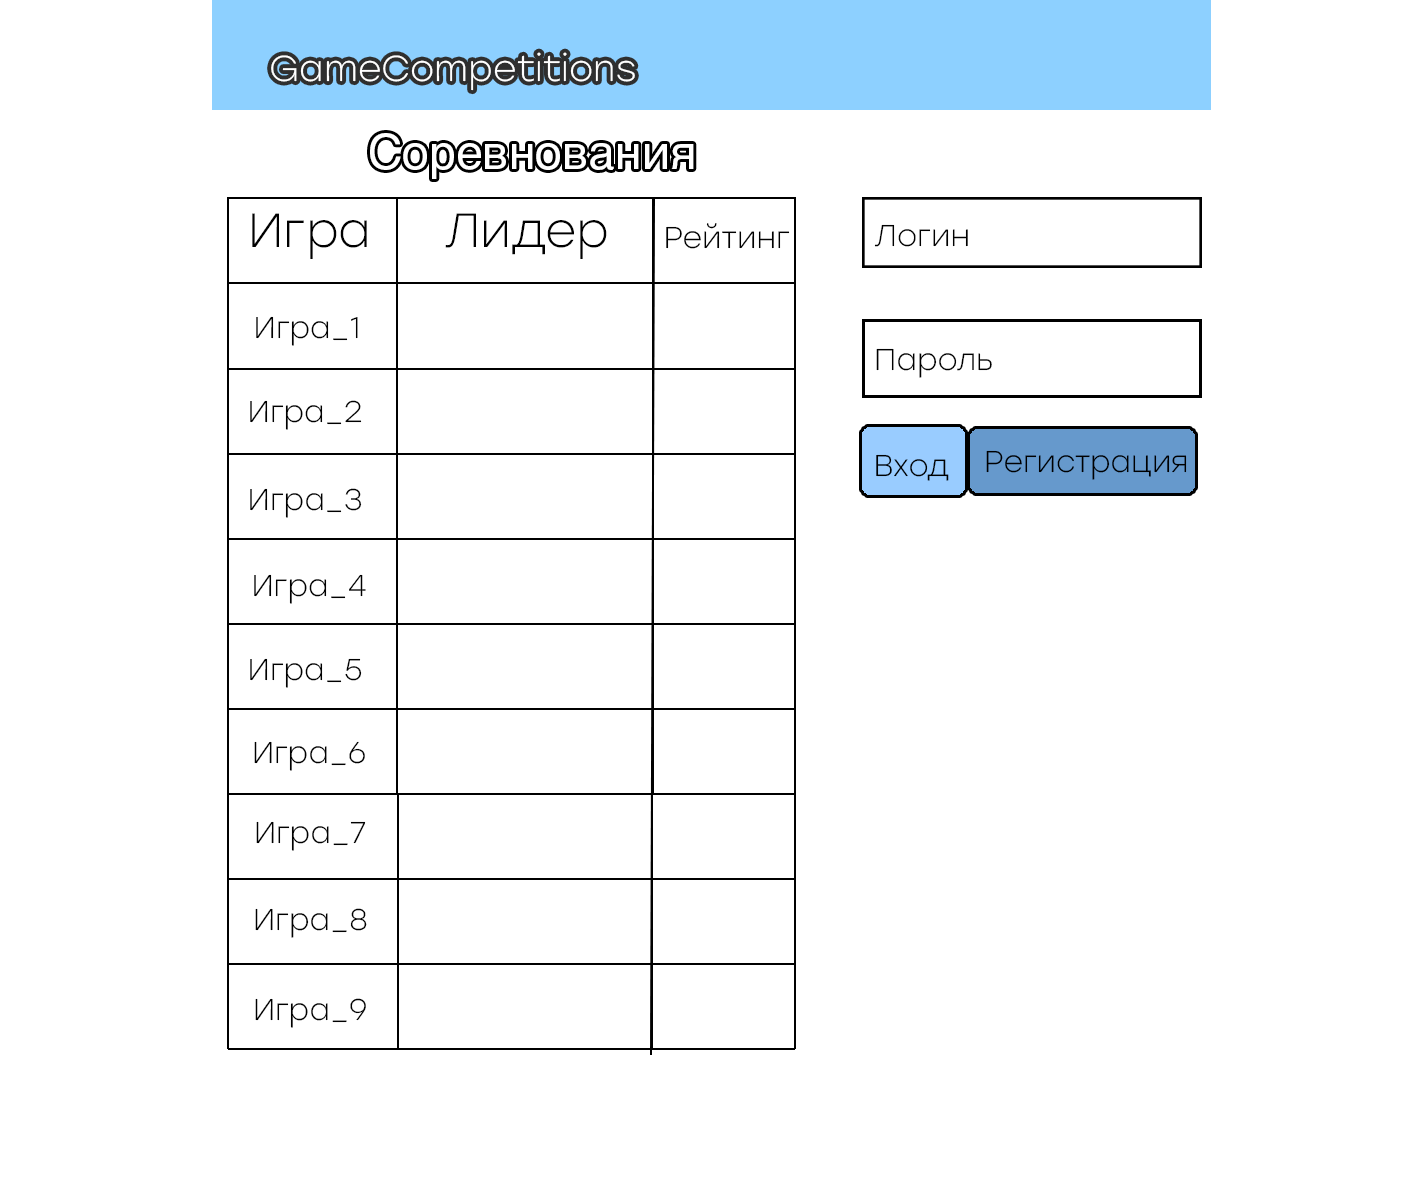 GameCompetitions
Соревнования
Игра Лидер Рейтинг
Игра_1
Игра_2
Игра_3
Игра_4
Игра_5
Игра_6
Игра_7
Игра_8
Игра_9
Логин
Пароль
Вход Регистрация